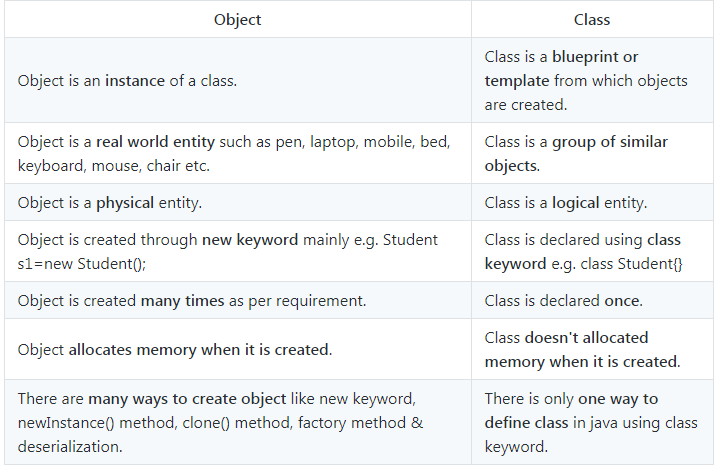 Object Class
Object is an instance of a class.
Class is a blueprint or
template from which objects
are created.
Object is a real world entity such as pen, laptop, mobile, bed,
keyboard, mouse, chair etc.
Class is a group of similar
objects.
Object is a physical entity.
Class is a logical entity.
Object is created through new keyword mainly e.g. Student
s1=new Student();
Class is declared using class
keyword e.g. class Student{}
Object is created many times as per requirement.
Class is declared once.
Object allocates memory when it is created.
Class doesn't allocated
memory when it is created.
There are many ways to create object like new keyword,
newInstance() method, clone() method, factory method &
deserialization.
There is only one way to
define class in java using class
keyword.